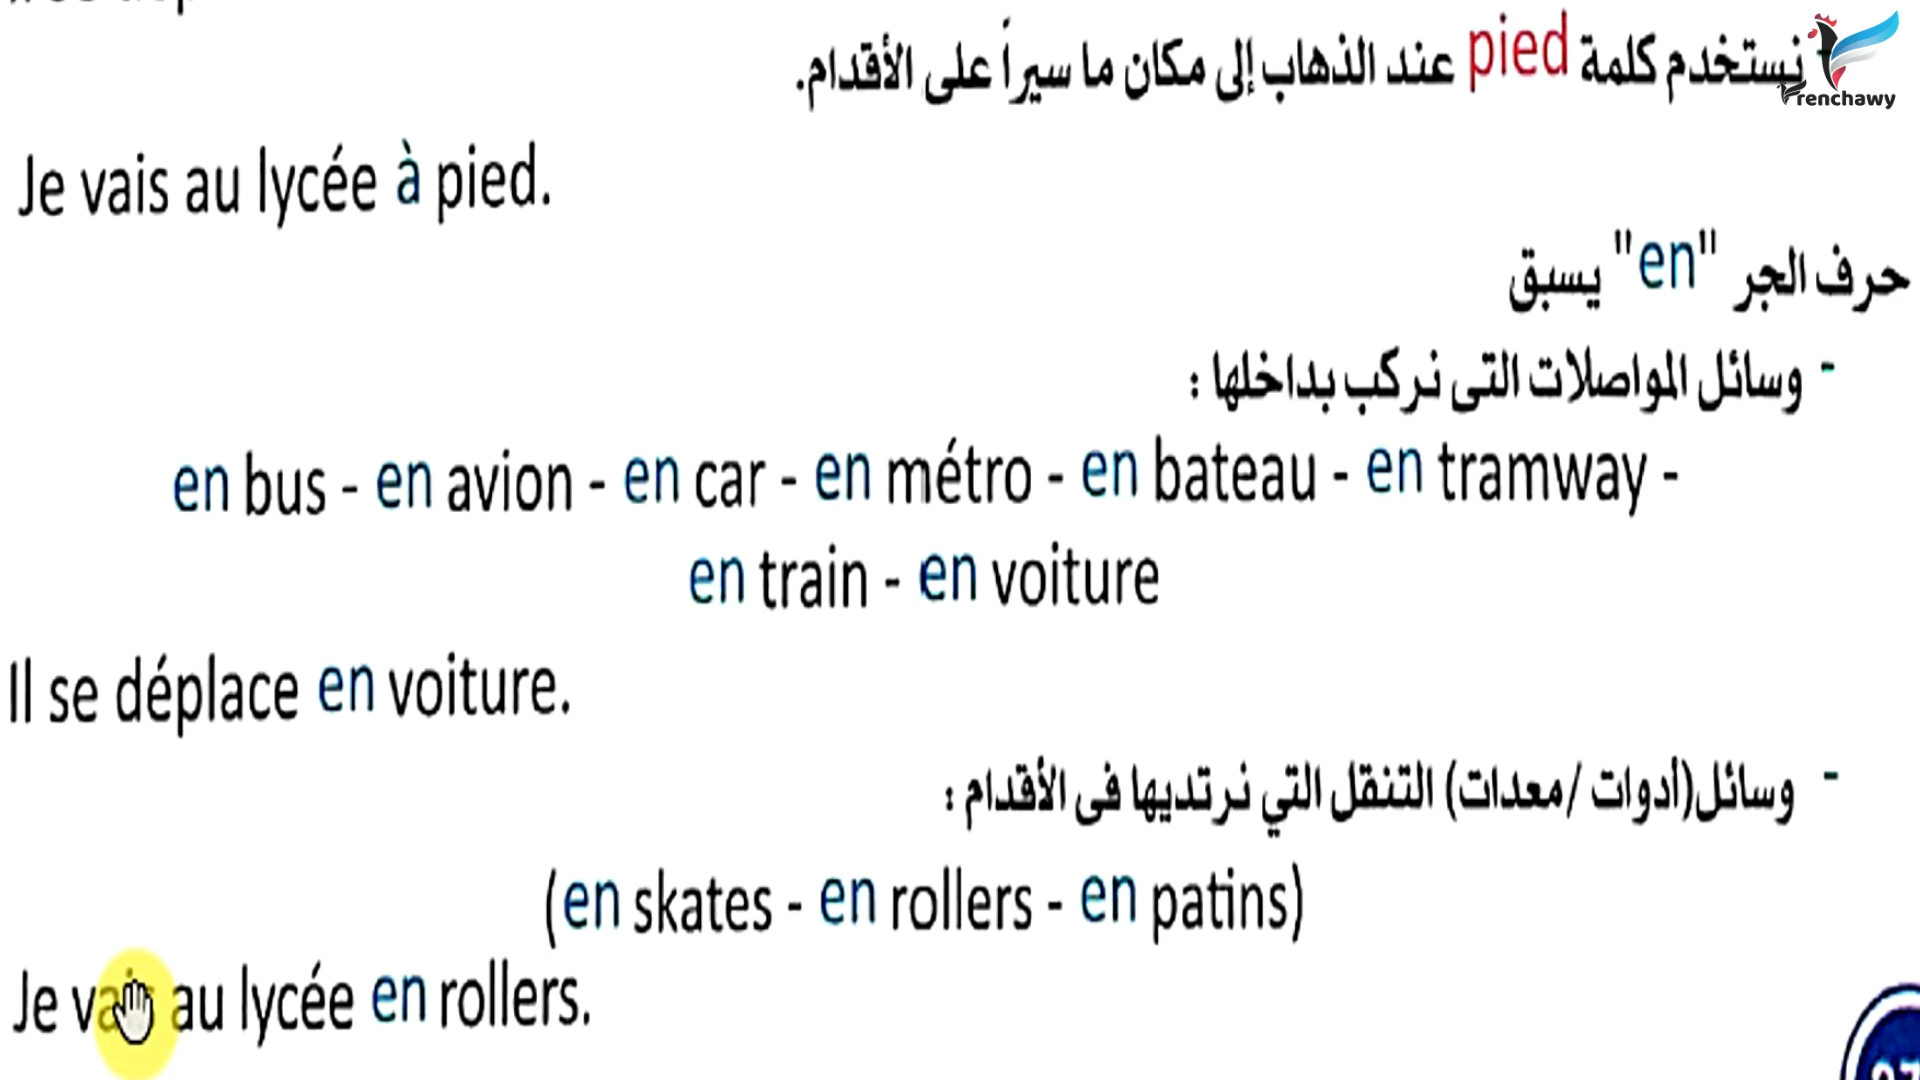 - نستخدم كلمة pied عند الذهاب إلى مكان ما سيراً على الأقدام.
Frenchawy
Je vais au lycée à pied.
حرف الجر "en" يسبق
- وسائل المواصلات التى نركب بداخلها :
en bus - en avion - en car - en métro - en bateau - en tramway -
en train - en voiture
Il se déplace en voiture.
- وسائل(أدوات /معدات) التنقل التي نرتديها فى الأقدام :
(en skates - en rollers - en patins)
Je vais au lycée en rollers.